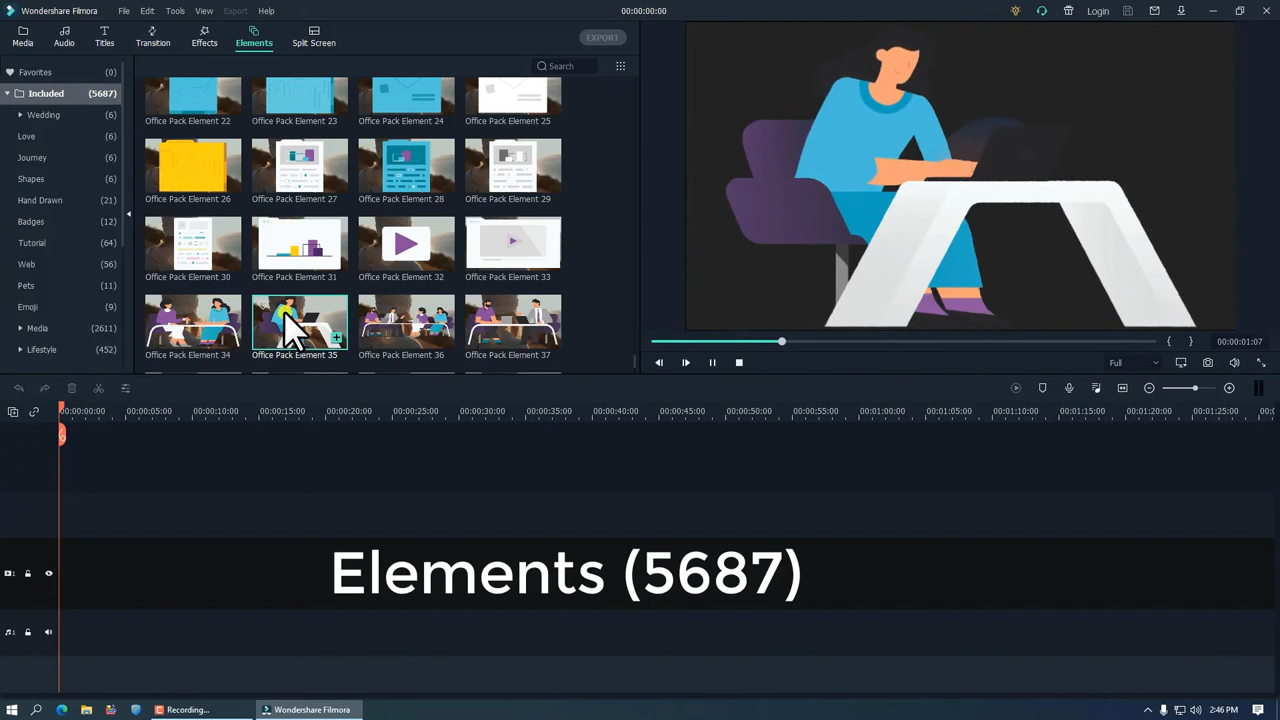 Wondershare Filmora
File Edit Tools View Export Help
00:00:00:00
Login
Media Audio Titles Transition Effects Elements Split Screen
EXPORT
Favorites (0)
Search
Included (5687)
Wedding (6)
Love (6)
Journey (6)
Shape (6)
Hand Drawn (21)
Badges (12)
Tutorial (64)
Web (56)
Pets (11)
Emoji (9)
Media (2611)
Lifestyle (452)
Office Pack Element 22 Office Pack Element 23 Office Pack Element 24 Office Pack Element 25
Office Pack Element 26 Office Pack Element 27 Office Pack Element 28 Office Pack Element 29
Office Pack Element 30 Office Pack Element 31 Office Pack Element 32 Office Pack Element 33
Office Pack Element 34 Office Pack Element 35 Office Pack Element 36 Office Pack Element 37
00:00:01:07
Full
00:00:00:00 00:00:05:00 00:00:10:00 00:00:15:00 00:00:20:00 00:00:25:00 00:00:30:00 00:00:35:00 00:00:40:00 00:00:45:00 00:00:50:00 00:00:55:00 00:01:00:00 00:01:05:00 00:01:10:00 00:01:15:00 00:01:20:00 00:01:25:00
Elements (5687)
1
1
Recording...
Wondershare Filmora
2:46 PM